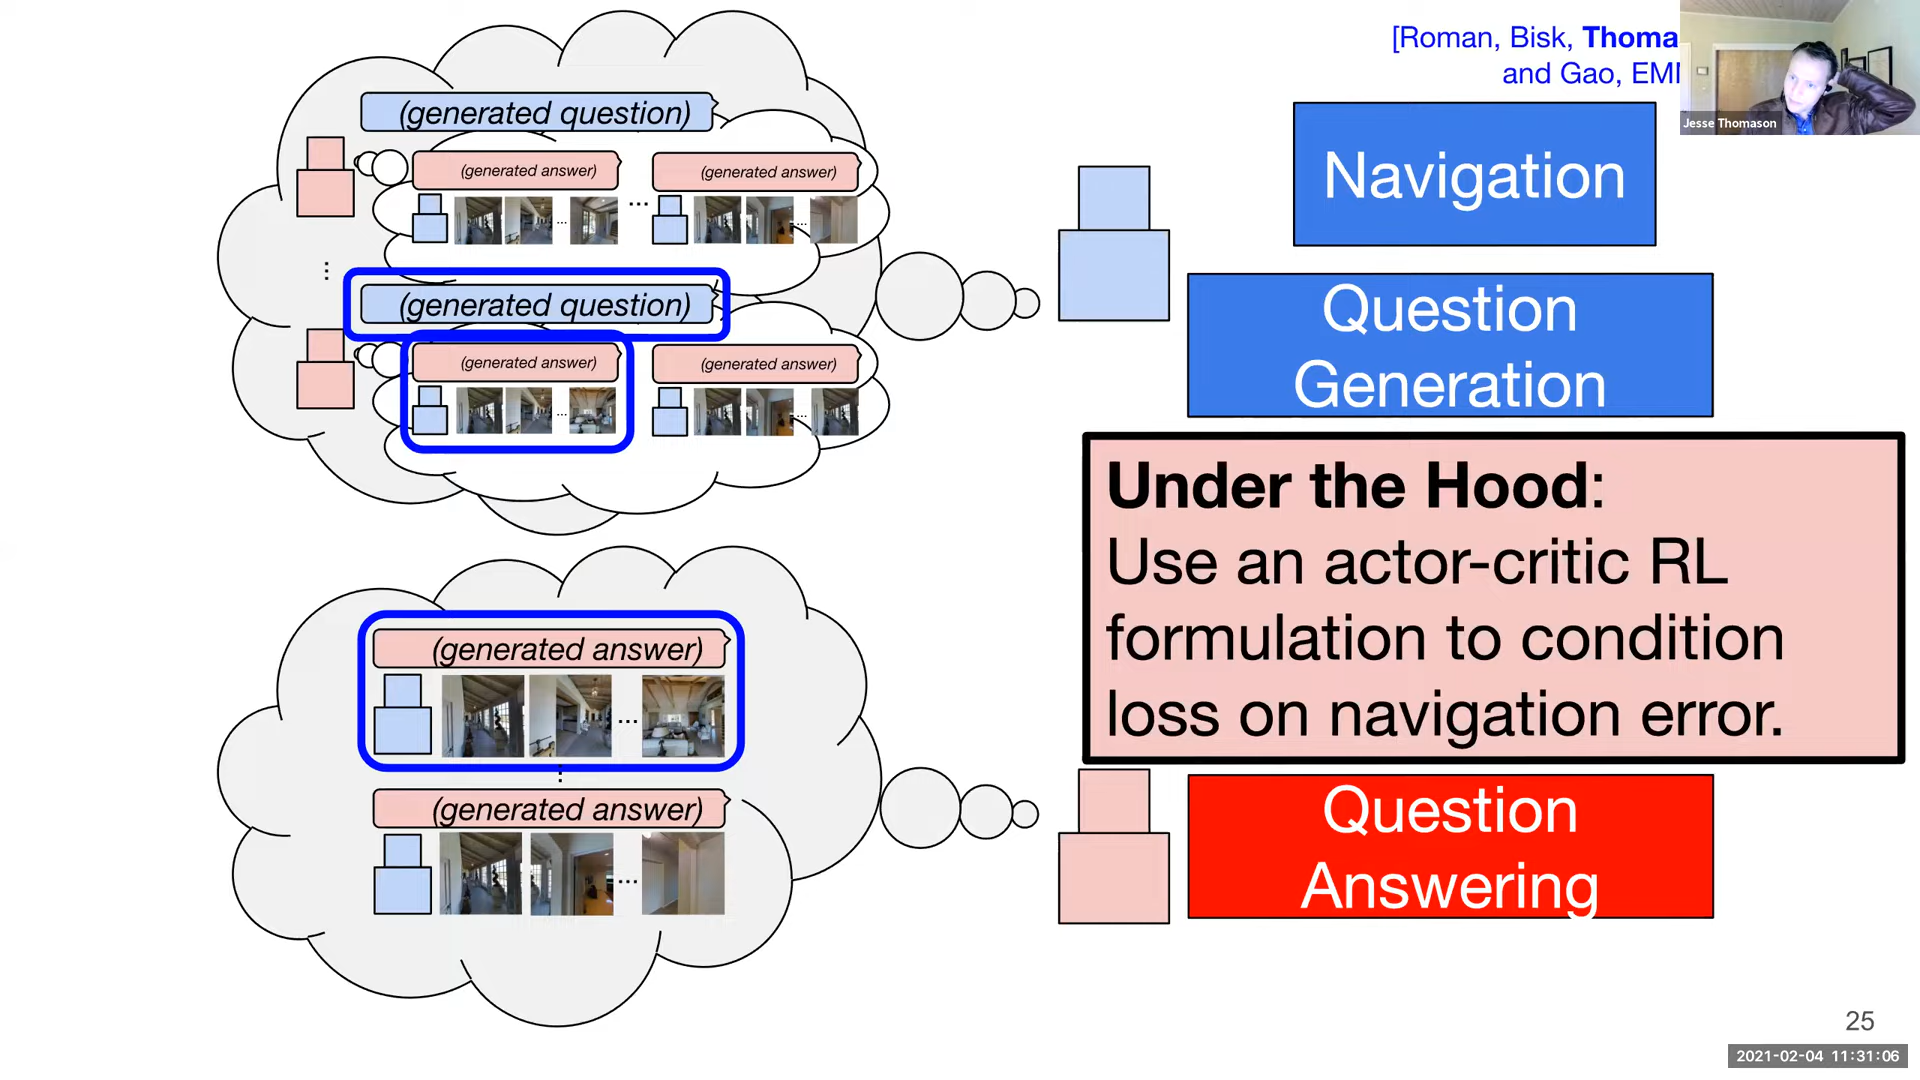 [Roman, Bisk, Thoma
and Gao, EM
Jesse Thomason
(generated question)
(generated answer)
(generated answer)
...
...
...
(generated question)
(generated answer)
(generated answer)
...
...
Navigation
Question
Generation
Under the Hood:
Use an actor-critic RL
formulation to condition
loss on navigation error.
(generated answer)
...
(generated answer)
...
Question
Answering
25
2021-02-04 11:31:06